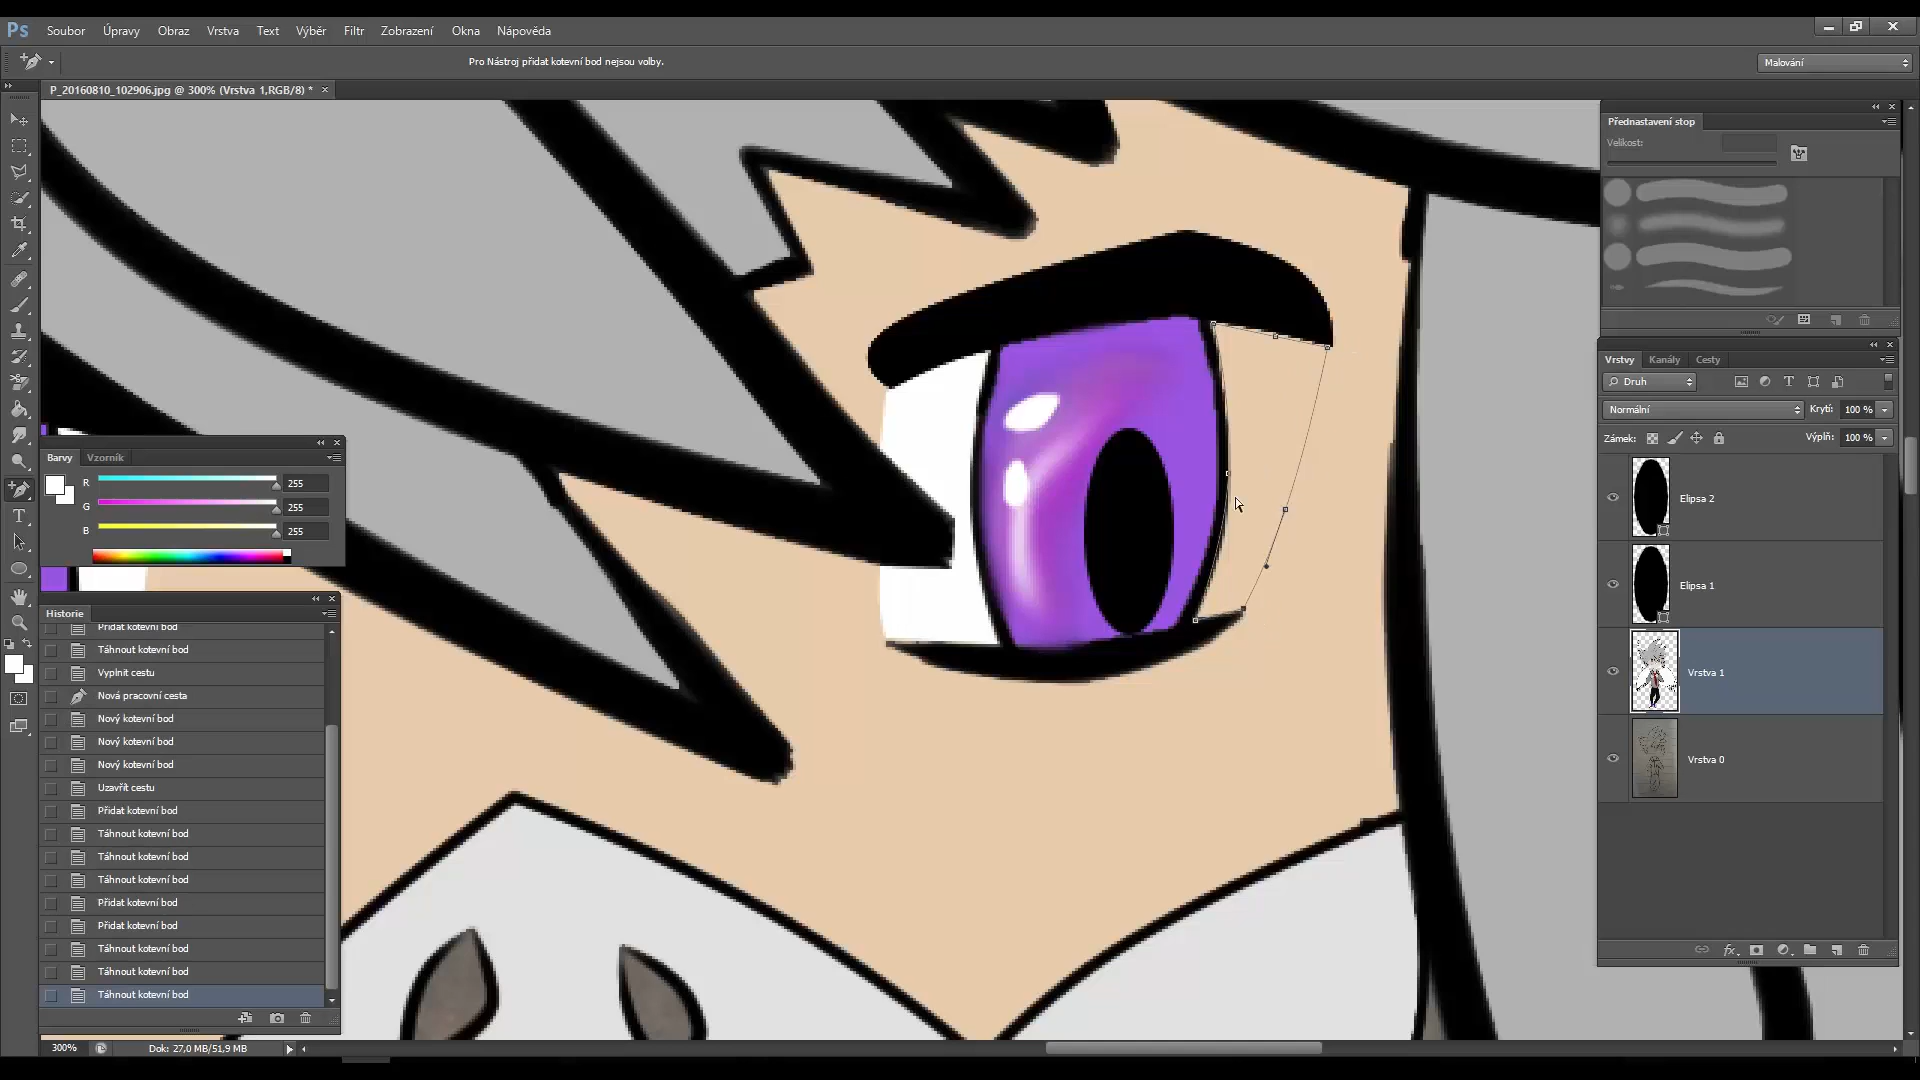 Ps Soubor Úpravy Obraz Vrstva Text Výběr Filtr Zobrazení Okna Nápověda
Pro Nástroj přidat kotevní bod nejsou volby.
Malování
P_20160810_102906.jpg @ 300% (Vrstva 1,RGB/8) *
Přednastavení stop
Velikost:
Vrstvy Kanály Cesty
Druh
Normální Krytí: 100 %
Zámek: Výplň: 100 %
Elipsa 2
Elipsa 1
Vrstva 1
Vrstva 0
fx
Barvy Vzorník
R 255
G 255
B 255
Historie
Přidat kotevní bod
Táhnout kotevní bod
Vyplnit cestu
Nová pracovní cesta
Nový kotevní bod
Nový kotevní bod
Nový kotevní bod
Uzavřít cestu
Přidat kotevní bod
Táhnout kotevní bod
Táhnout kotevní bod
Táhnout kotevní bod
Přidat kotevní bod
Přidat kotevní bod
Táhnout kotevní bod
Táhnout kotevní bod
Táhnout kotevní bod
300% Dok: 27,0 MB/51,9 MB